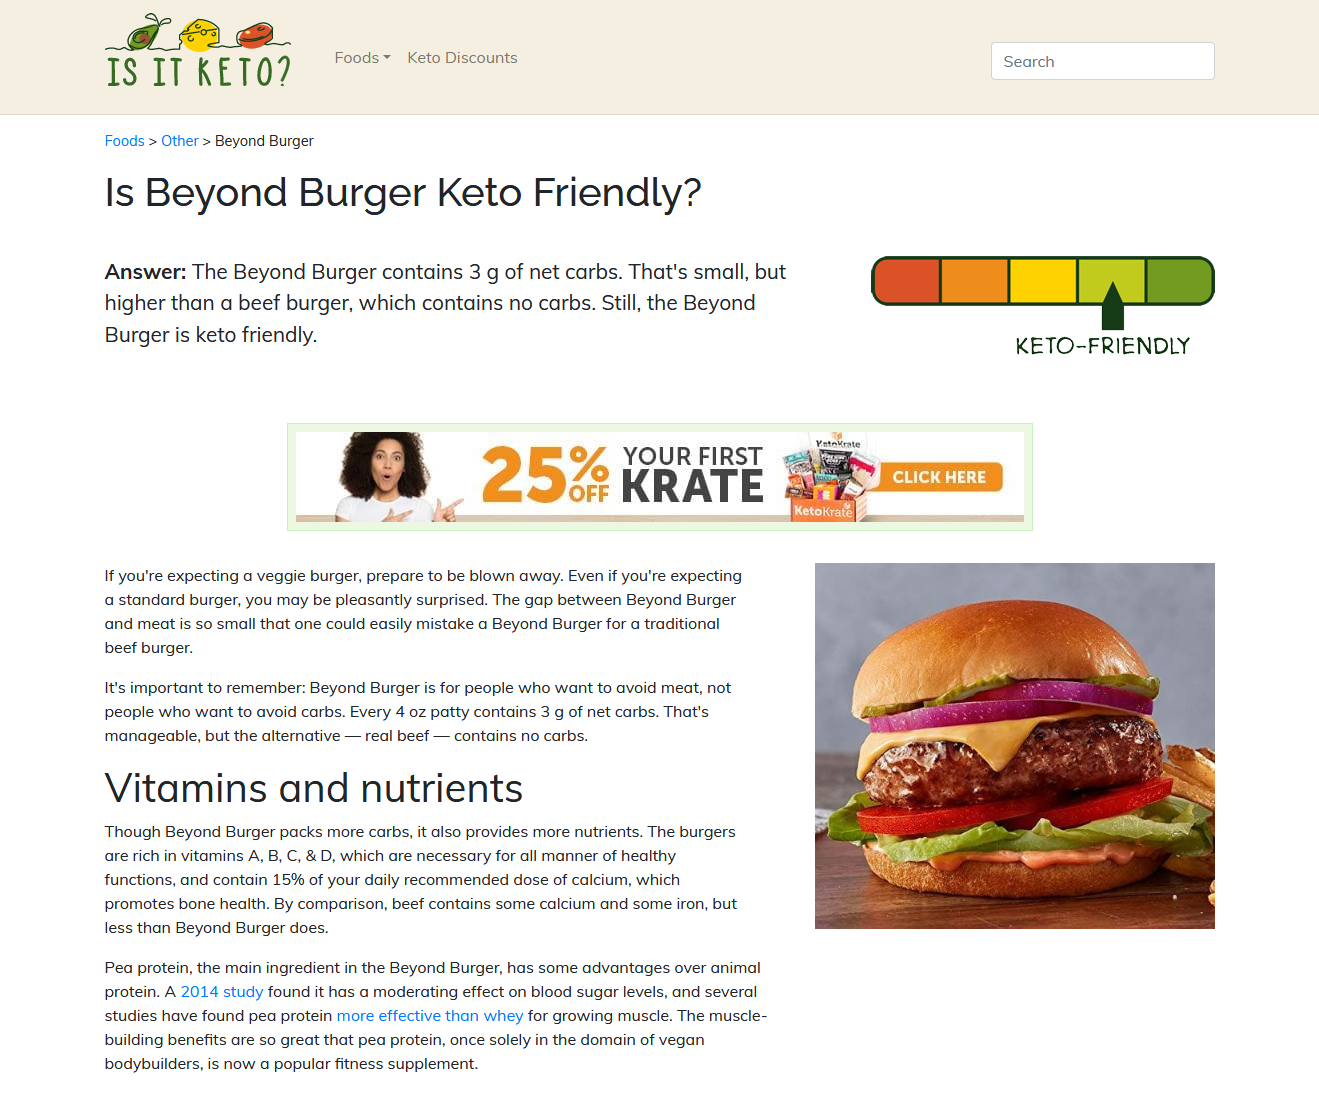 IS IT KETO?
Foods
Keto Discounts
Search
Foods > Other > Beyond Burger
Is Beyond Burger Keto Friendly?
Answer: The Beyond Burger contains 3 g of net carbs. That's small, but
higher than a beef burger, which contains no carbs. Still, the Beyond
Burger is keto friendly.
KETO-FRIENDLY
25% OFF
YOUR FIRST
KRATE
KetoKrate
KetoKrate
CLICK HERE
If you're expecting a veggie burger, prepare to be blown away. Even if you're expecting
a standard burger, you may be pleasantly surprised. The gap between Beyond Burger
and meat is so small that one could easily mistake a Beyond Burger for a traditional
beef burger.
It's important to remember: Beyond Burger is for people who want to avoid meat, not
people who want to avoid carbs. Every 4 oz patty contains 3 g of net carbs. That's
manageable, but the alternative — real beef — contains no carbs.
Vitamins and nutrients
Though Beyond Burger packs more carbs, it also provides more nutrients. The burgers
are rich in vitamins A, B, C, & D, which are necessary for all manner of healthy
functions, and contain 15% of your daily recommended dose of calcium, which
promotes bone health. By comparison, beef contains some calcium and some iron, but
less than Beyond Burger does.
Pea protein, the main ingredient in the Beyond Burger, has some advantages over animal
protein. A 2014 study found it has a moderating effect on blood sugar levels, and several
studies have found pea protein more effective than whey for growing muscle. The muscle-
building benefits are so great that pea protein, once solely in the domain of vegan
bodybuilders, is now a popular fitness supplement.